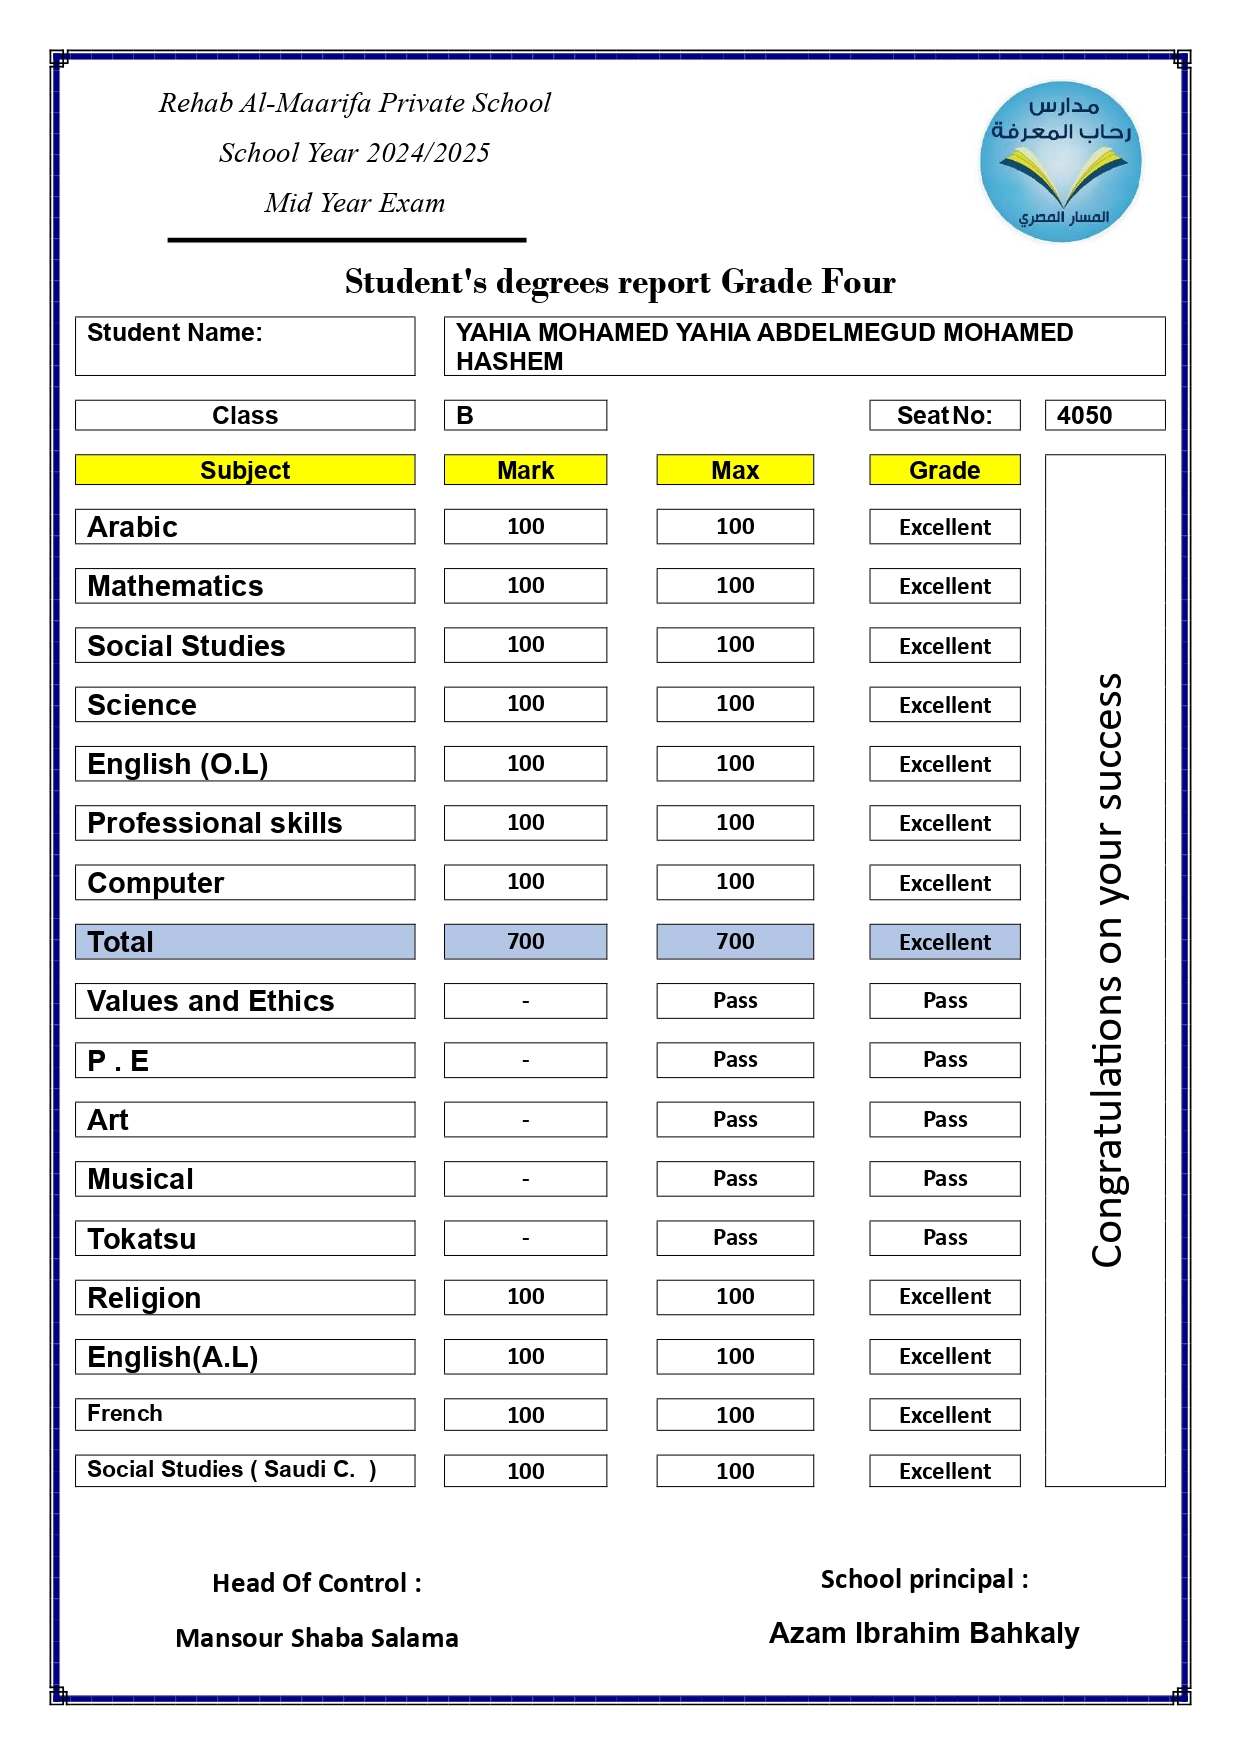 Rehab Al-Maarifa Private School
School Year 2024/2025
Mid Year Exam
مدارس
رحاب المعرفة
المسار المصري
Student's degrees report Grade Four
Student Name: YAHIA MOHAMED YAHIA ABDELMEGUD MOHAMED
HASHEM
Class B Seat No: 4050
Subject Mark Max Grade
Arabic 100 100 Excellent
Mathematics 100 100 Excellent
Social Studies 100 100 Excellent
Science 100 100 Excellent
English (O.L) 100 100 Excellent
Professional skills 100 100 Excellent
Computer 100 100 Excellent
Total 700 700 Excellent
Values and Ethics - Pass Pass
P . E - Pass Pass
Art - Pass Pass
Musical - Pass Pass
Tokatsu - Pass Pass
Religion 100 100 Excellent
English(A.L) 100 100 Excellent
French 100 100 Excellent
Social Studies ( Saudi C. ) 100 100 Excellent
Congratulations on your success
Head Of Control : School principal :
Mansour Shaba Salama Azam Ibrahim Bahkaly